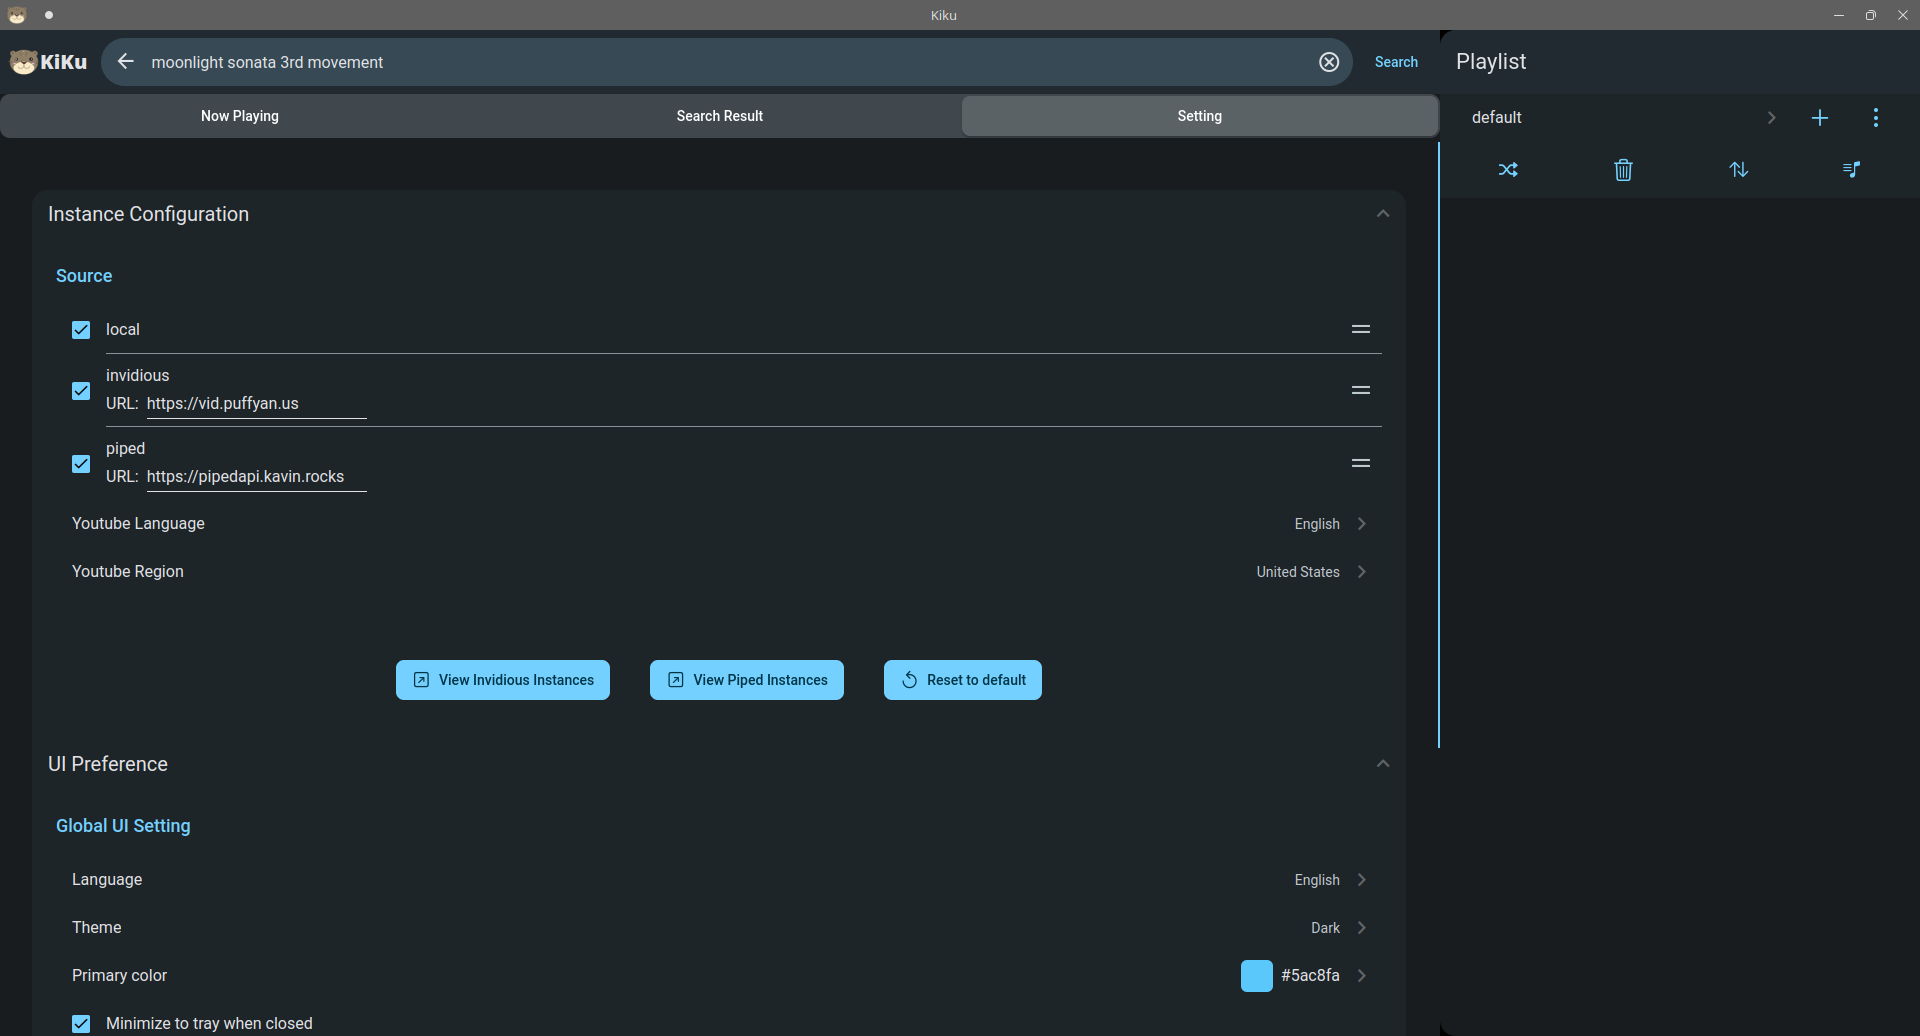 Kiku
KiKu
moonlight sonata 3rd movement
Search
Playlist
Now Playing
Search Result
Setting
default
Instance Configuration
Source
local
invidious
URL: https://vid.puffyan.us
piped
URL: https://pipedapi.kavin.rocks
Youtube Language
English
Youtube Region
United States
View Invidious Instances
View Piped Instances
Reset to default
UI Preference
Global UI Setting
Language
English
Theme
Dark
Primary color
#5ac8fa
Minimize to tray when closed